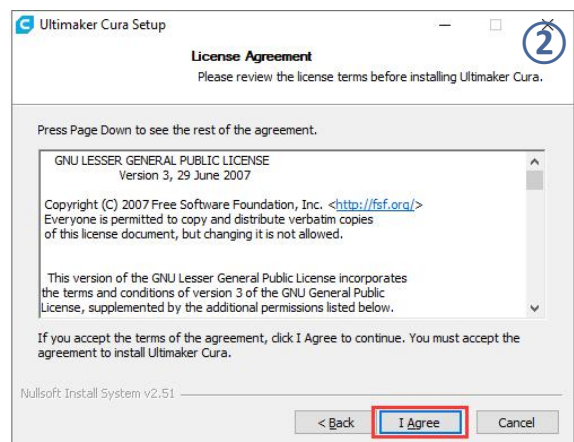 Ultimaker Cura Setup
②
License Agreement
Please review the license terms before installing Ultimaker Cura.
Press Page Down to see the rest of the agreement.
GNU LESSER GENERAL PUBLIC LICENSE
Version 3, 29 June 2007
Copyright (C) 2007 Free Software Foundation, Inc. <http://fsf.org/>
Everyone is permitted to copy and distribute verbatim copies
of this license document, but changing it is not allowed.
This version of the GNU Lesser General Public License incorporates
the terms and conditions of version 3 of the GNU General Public
License, supplemented by the additional permissions listed below.
If you accept the terms of the agreement, click I Agree to continue. You must accept the
agreement to install Ultimaker Cura.
Nullsoft Install System v2.51
< Back I Agree Cancel